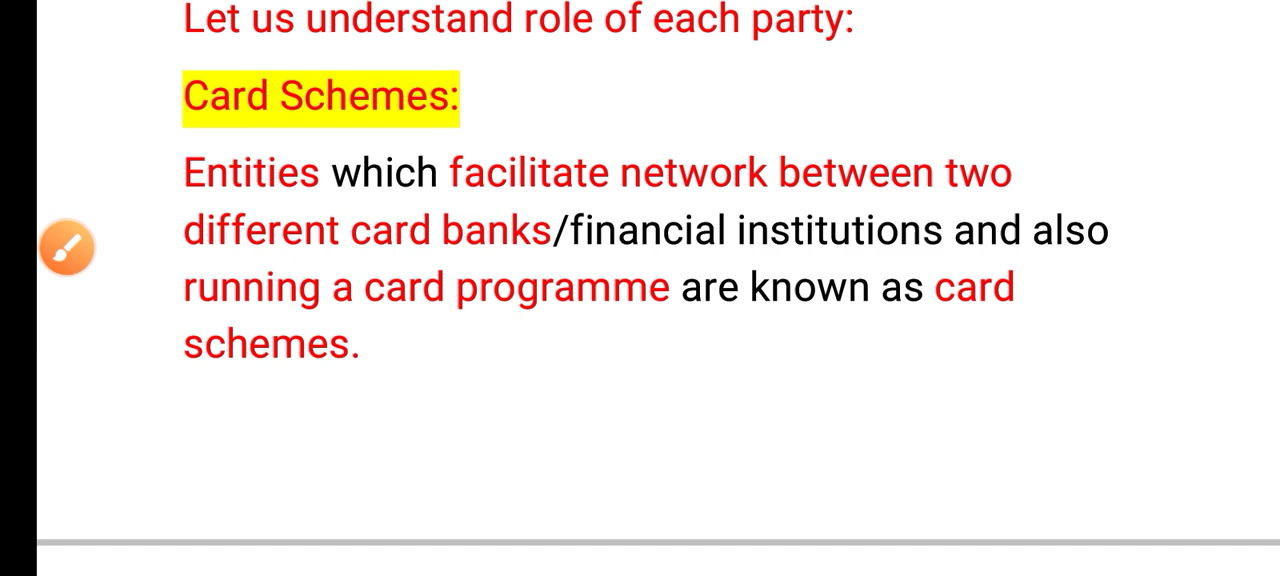 Let us understand role of each party:
Card Schemes:
Entities which facilitate network between two
different card banks/financial institutions and also
running a card programme are known as card
schemes.